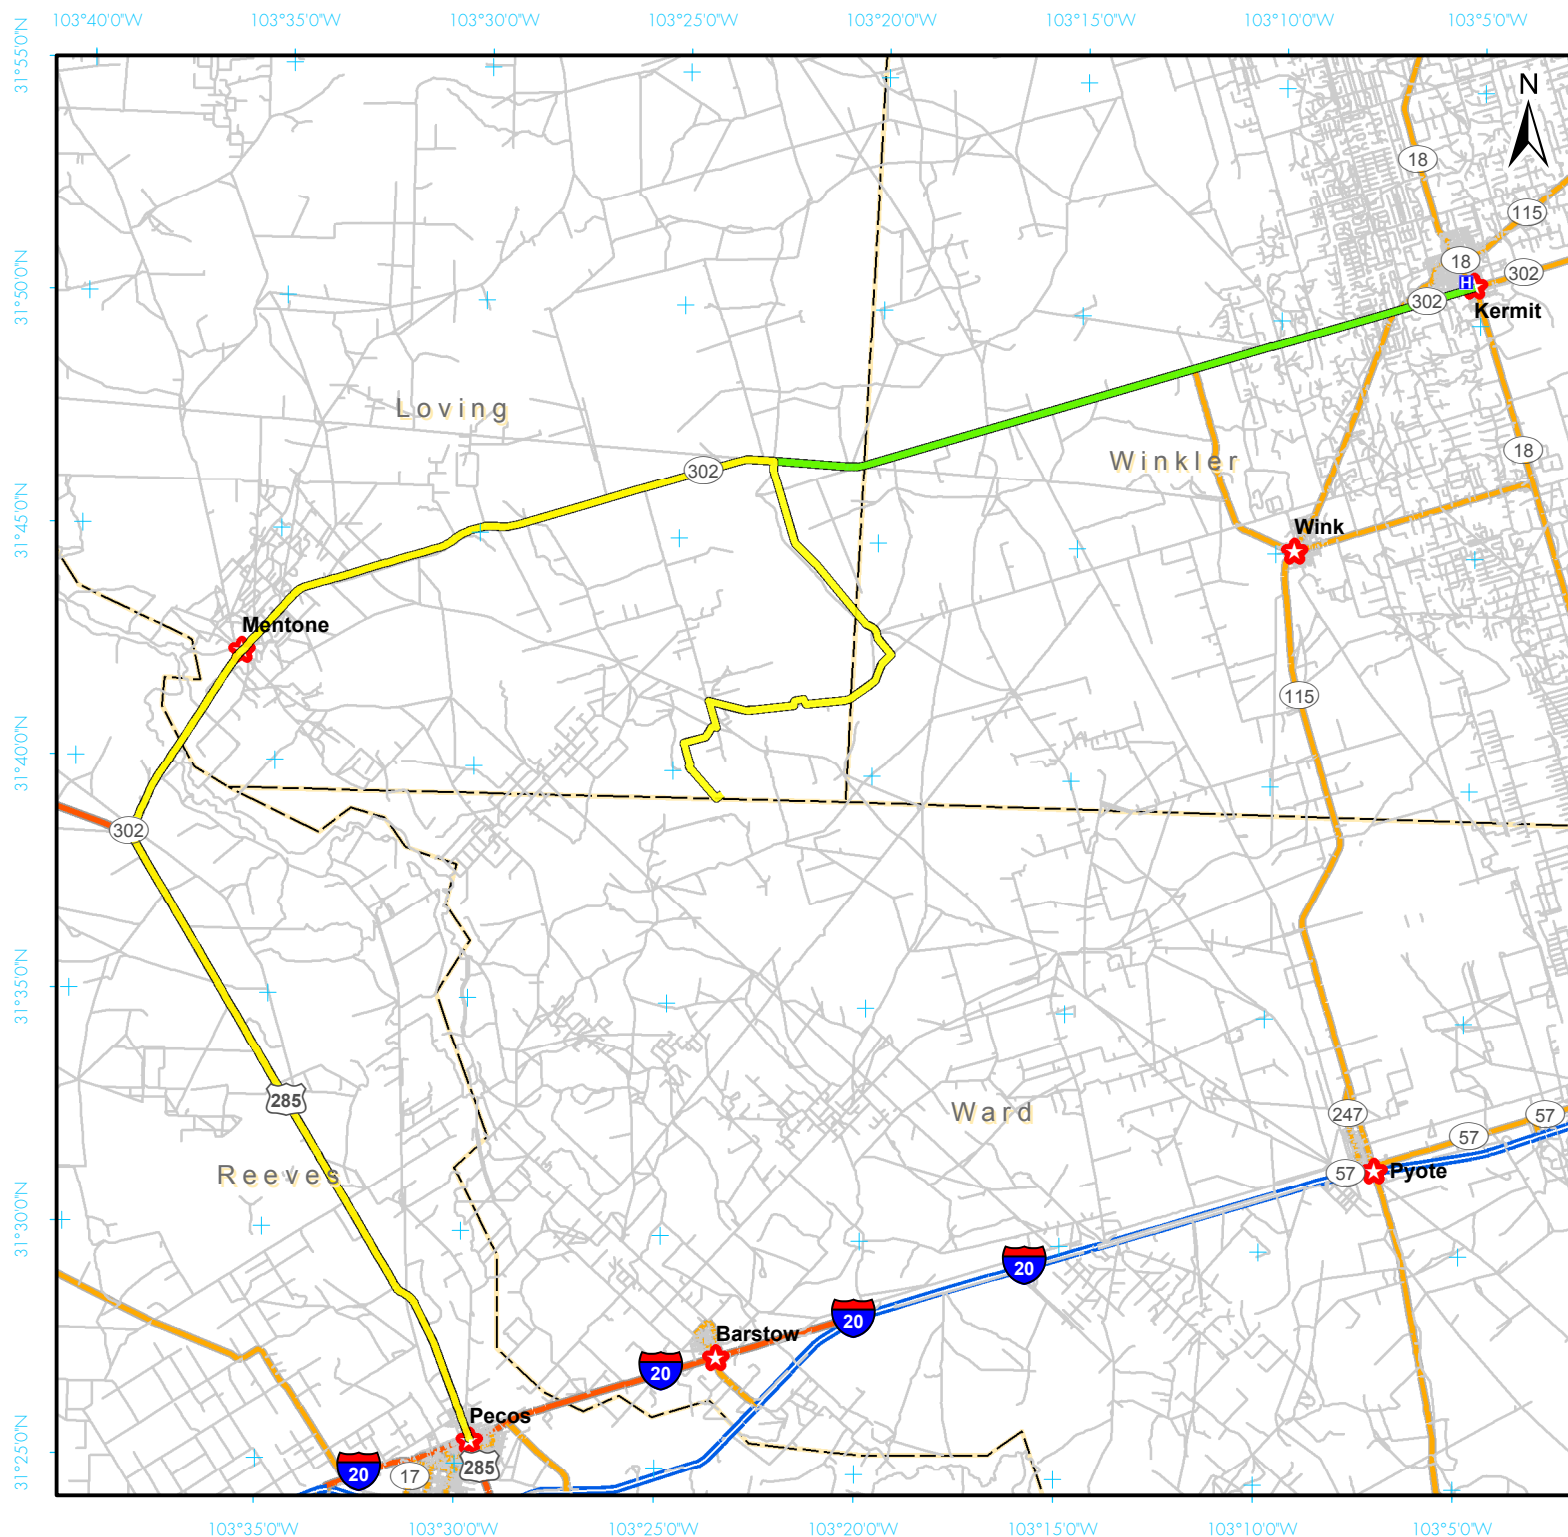 103°40'0"W 103°35'0"W 103°30'0"W 103°25'0"W 103°20'0"W 103°15'0"W 103°10'0"W 103°5'0"W
31°55'0"N
N
18
115
18
31°50'0"N
H
302
302
Kermit
Loving
Winkler
18
302
31°45'0"N
Wink
Mentone
115
31°40'0"N
302
31°35'0"N
285
Ward
247
57
57
Reeves
57
Pyote
31°30'0"N
20
20
Barstow
20
Pecos
31°25'0"N
20
17
285
103°35'0"W 103°30'0"W 103°25'0"W 103°20'0"W 103°15'0"W 103°10'0"W 103°5'0"W